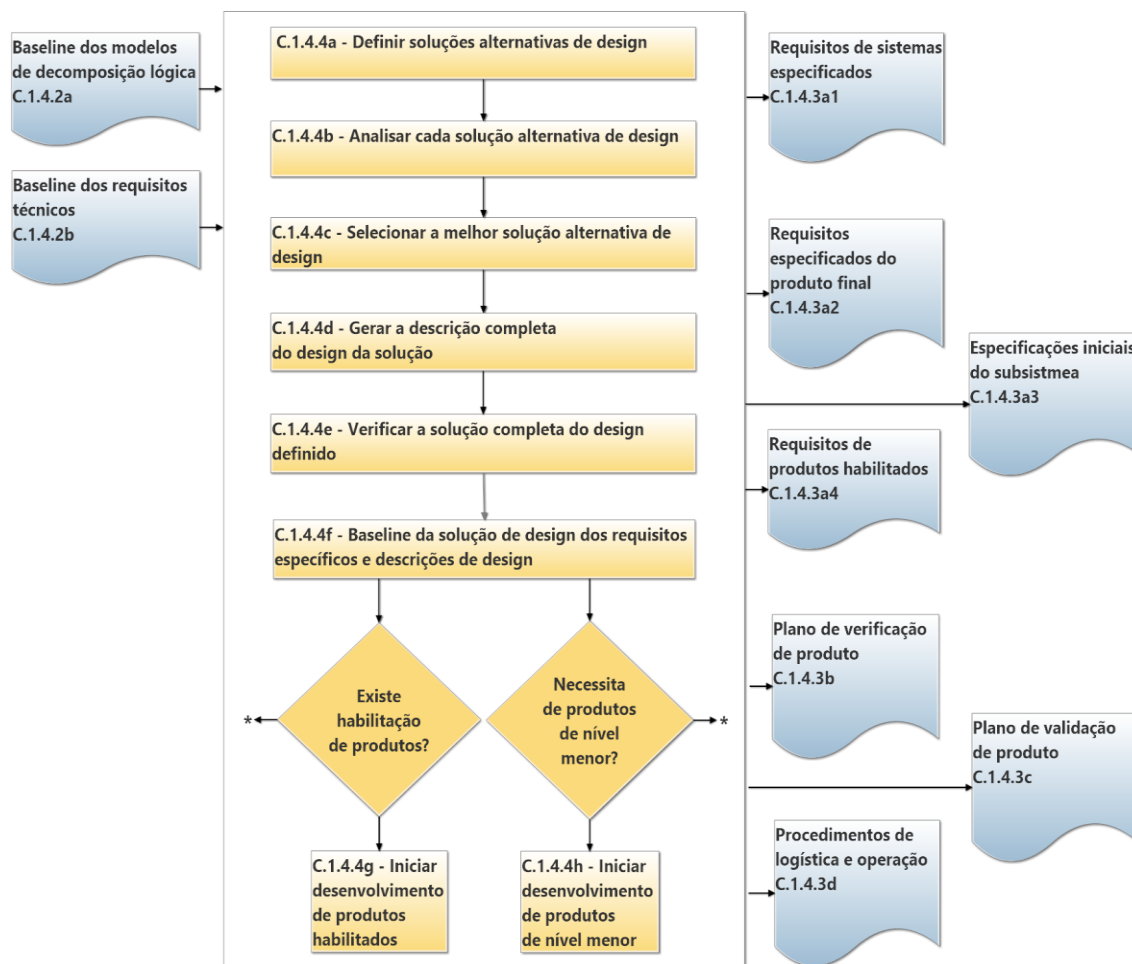 Baseline dos modelos
de decomposição lógica
C.1.4.2a
Baseline dos requisitos
técnicos
C.1.4.2b
C.1.4.4a - Definir soluções alternativas de design
C.1.4.4b - Analisar cada solução alternativa de design
C.1.4.4c - Selecionar a melhor solução alternativa de
design
C.1.4.4d - Gerar a descrição completa
do design da solução
C.1.4.4e - Verificar a solução completa do design
definido
C.1.4.4f - Baseline da solução de design dos requisitos
específicos e descrições de design
*
Existe
habilitação
de produtos?
Necessita
de produtos
de nível
menor?
*
C.1.4.4g - Iniciar
desenvolvimento
de produtos
habilitados
C.1.4.4h - Iniciar
desenvolvimento
de produtos
de nível menor
Requisitos de sistemas
especificados
C.1.4.3a1
Requisitos
especificados do
produto final
C.1.4.3a2
Especificações iniciais
do subsistmea
C.1.4.3a3
Requisitos de
produtos habilitados
C.1.4.3a4
Plano de verificação
de produto
C.1.4.3b
Plano de validação
de produto
C.1.4.3c
Procedimentos de
logística e operação
C.1.4.3d